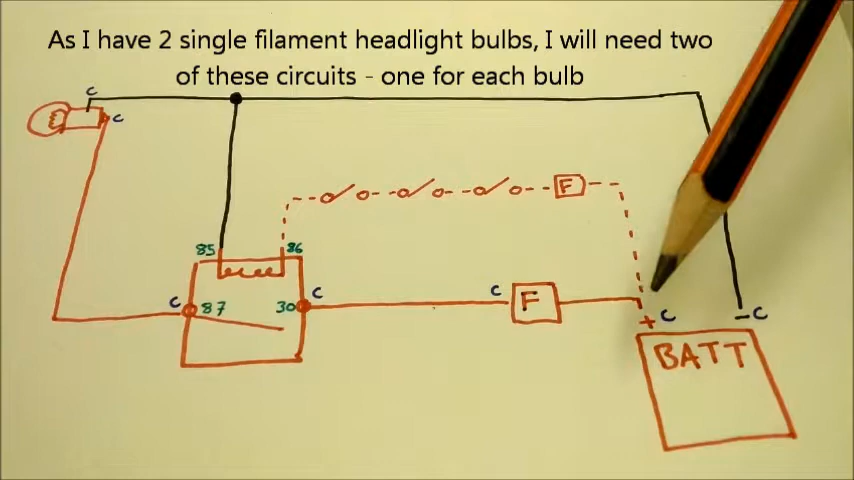 As I have 2 single filament headlight bulbs, I will need two
of these circuits - one for each bulb
c
c
F
85
86
c
87
30
c
c
F
+ c
- c
BATT